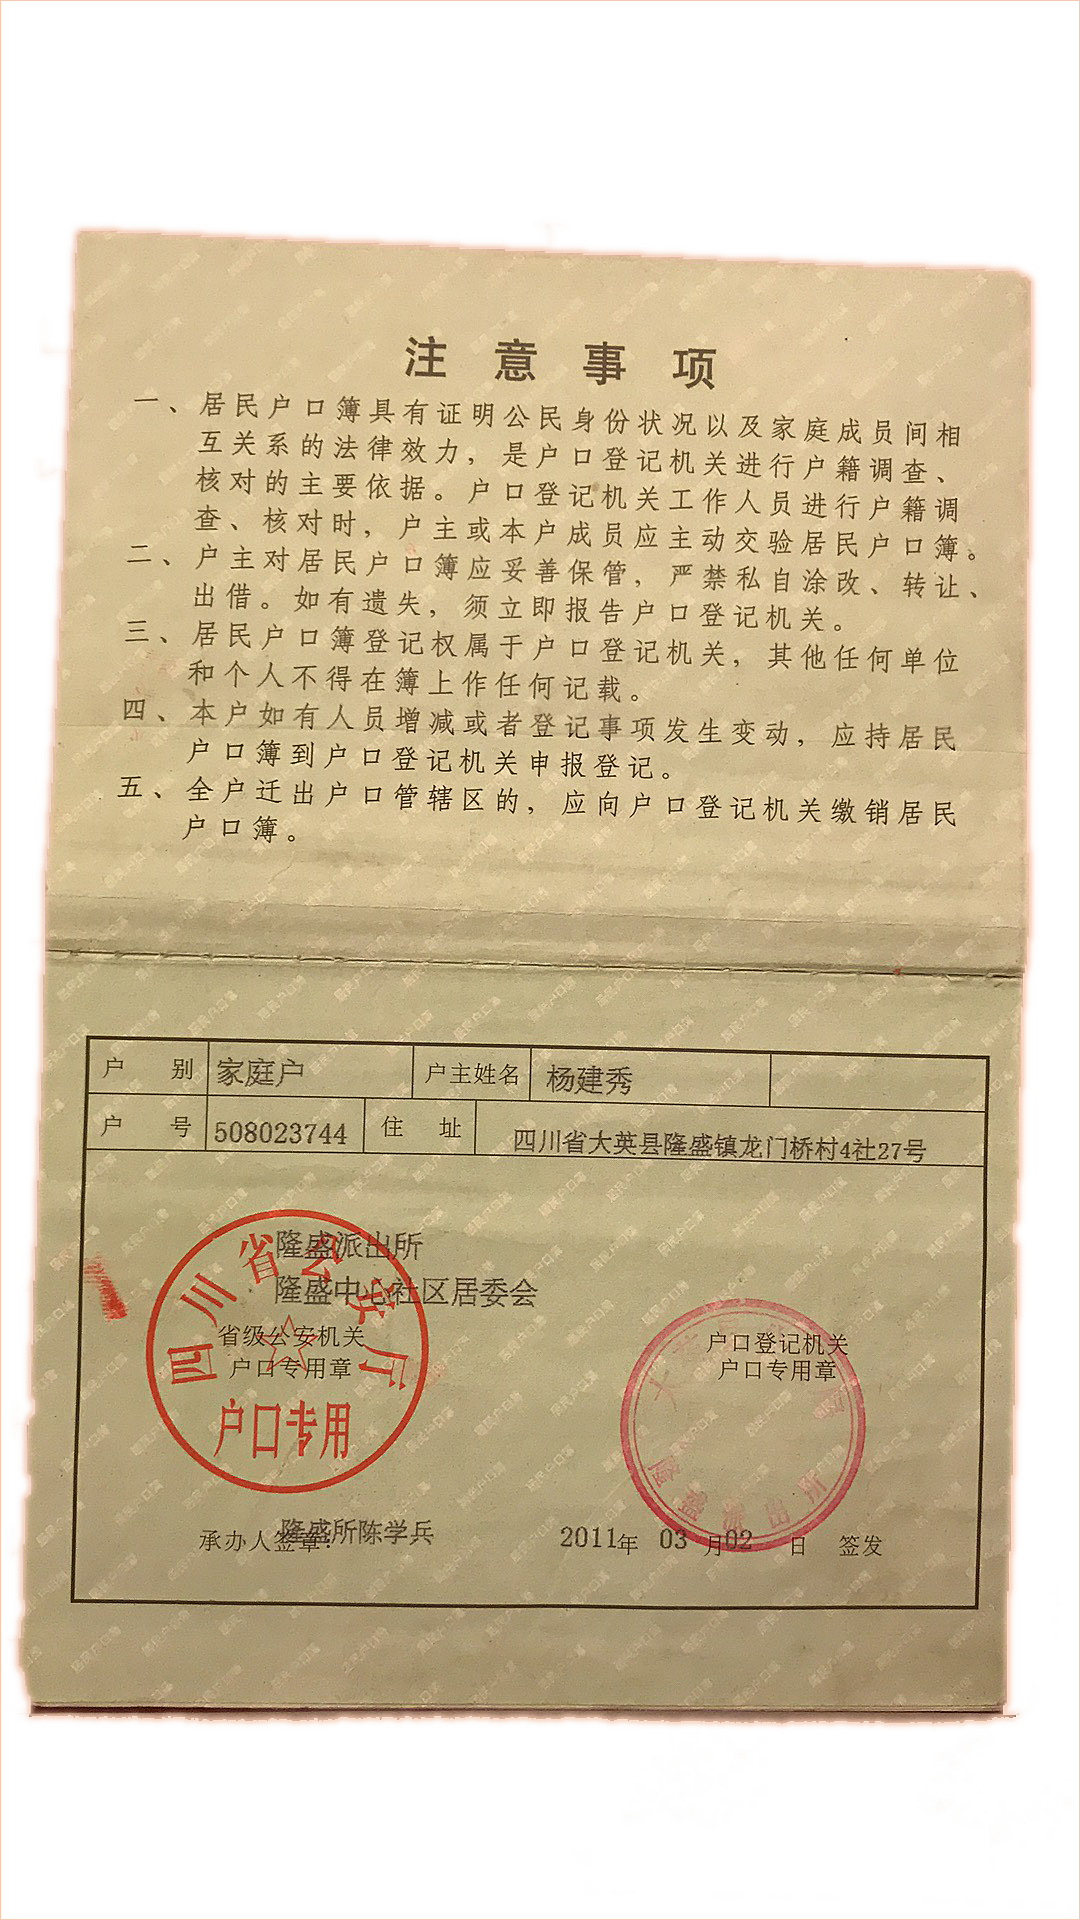 注意事项
一、居民户口簿具有证明公民身份状况以及家庭成员间相
互关系的法律效力，是户口登记机关进行户籍调查、
核对的主要依据。户口登记机关工作人员进行户籍调
查、核对时，户主或本户成员应主动交验居民户口簿。
二、户主对居民户口簿应妥善保管，严禁私自涂改、转让、
出借。如有遗失，须立即报告户口登记机关。
三、居民户口簿登记权属于户口登记机关，其他任何单位
和个人不得在簿上作任何记载。
四、本户如有人员增减或者登记事项发生变动，应持居民
户口簿到户口登记机关申报登记。
五、全户迁出户口管辖区的，应向户口登记机关缴销居民
户口簿。
户别 家庭户 户主姓名 杨建秀
户号 508023744 住址 四川省大英县隆盛镇龙门桥村4社27号
隆盛派出所
隆盛中心社区居委会
四川省公安厅
省级公安机关
户口专用章
户口专用
户口登记机关
户口专用章
隆盛派出所
承办人签章：隆盛所陈学兵
2011年03月02日 签发